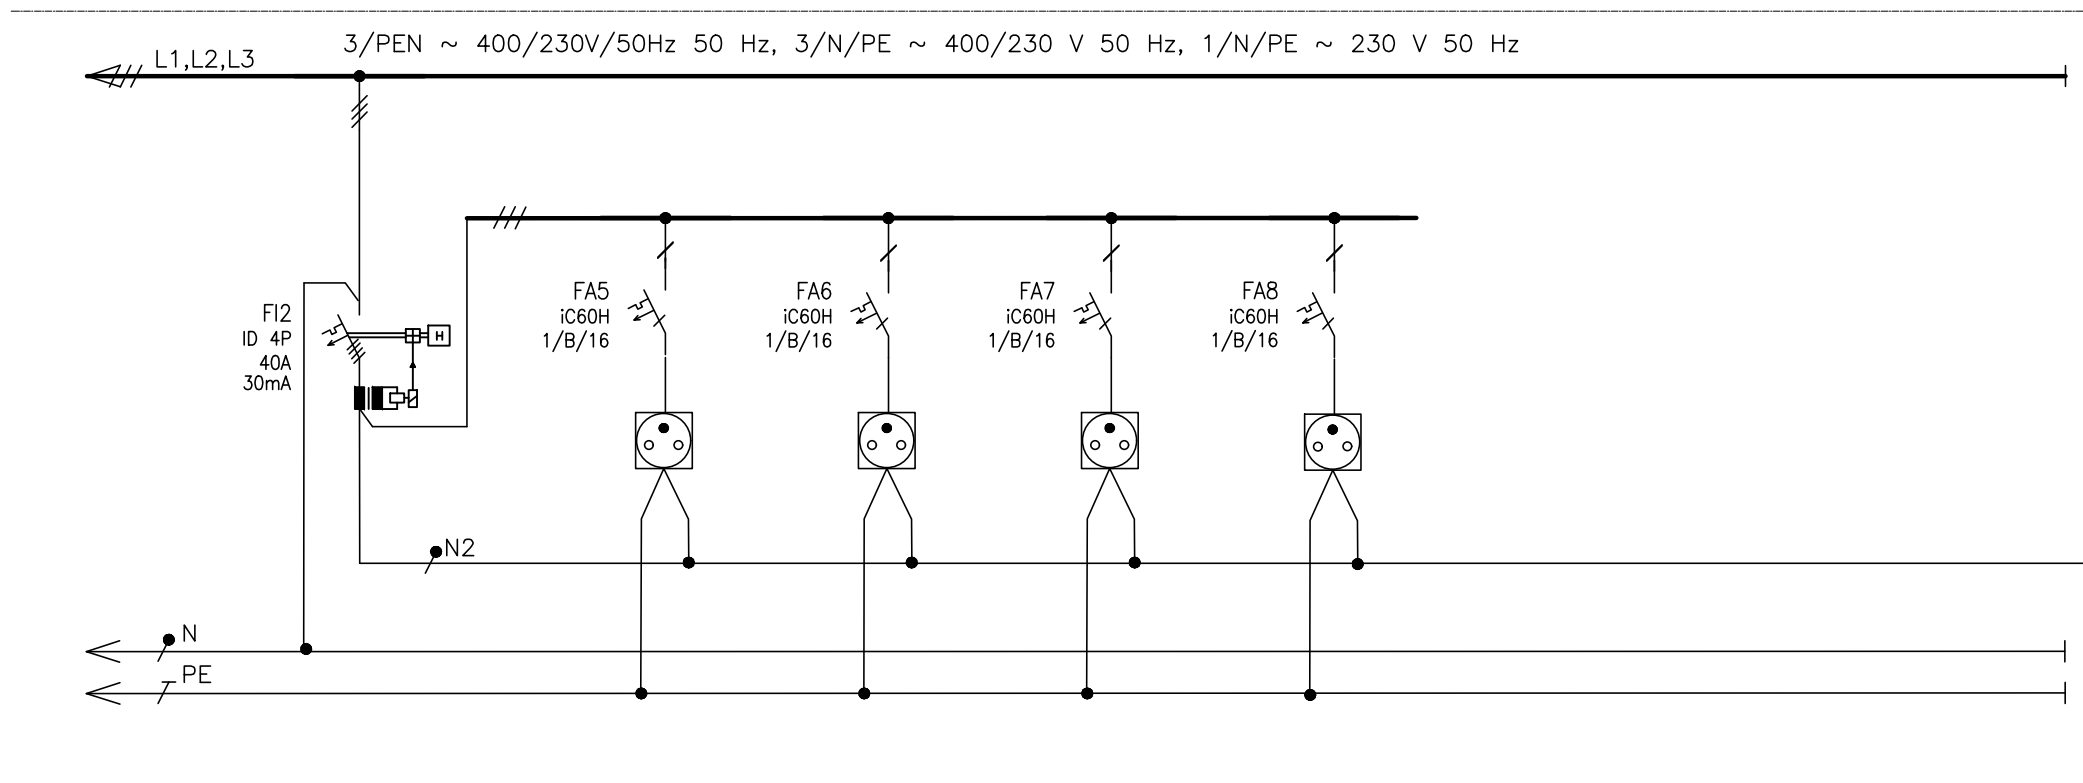 3/PEN ~ 400/230V/50Hz 50 Hz, 3/N/PE ~ 400/230 V 50 Hz, 1/N/PE ~ 230 V 50 Hz
L1,L2,L3
FI2
ID 4P
40A
30mA
H
FA5
iC60H
1/B/16
FA6
iC60H
1/B/16
FA7
iC60H
1/B/16
FA8
iC60H
1/B/16
N2
N
PE